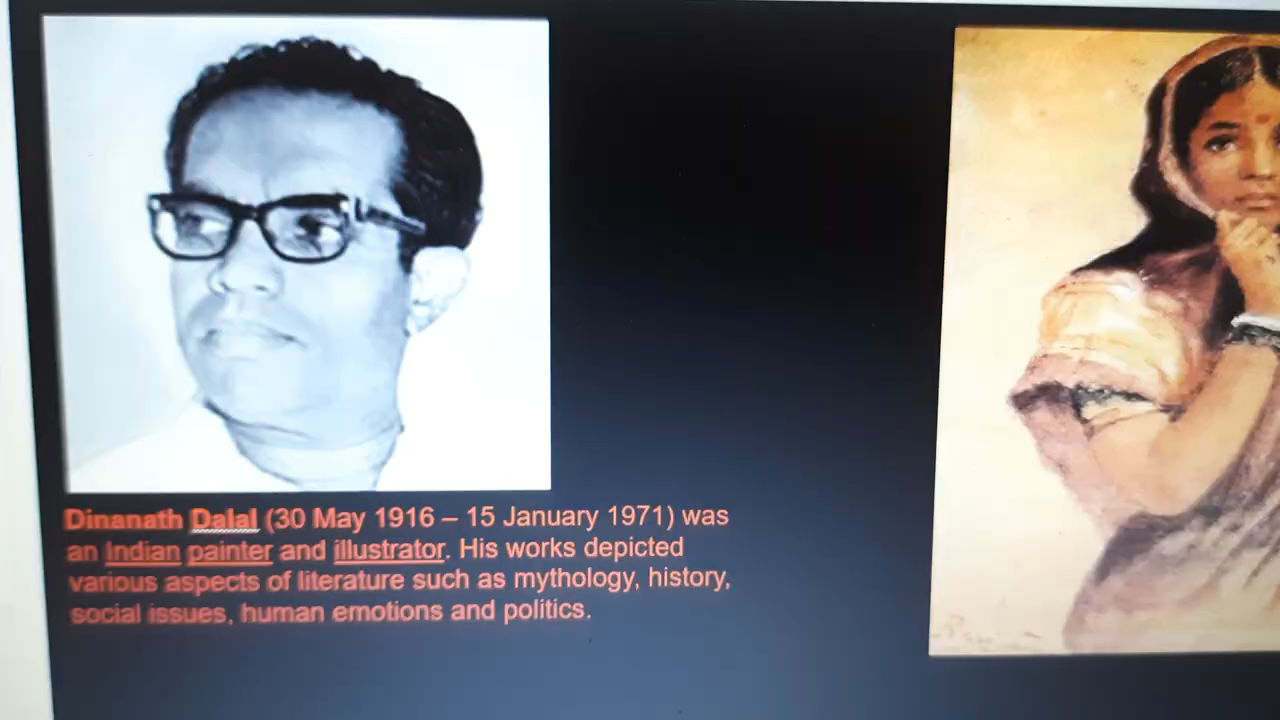 Dinanath Dalal (30 May 1916 – 15 January 1971) was
an Indian painter and illustrator. His works depicted
various aspects of literature such as mythology, history,
social issues, human emotions and politics.